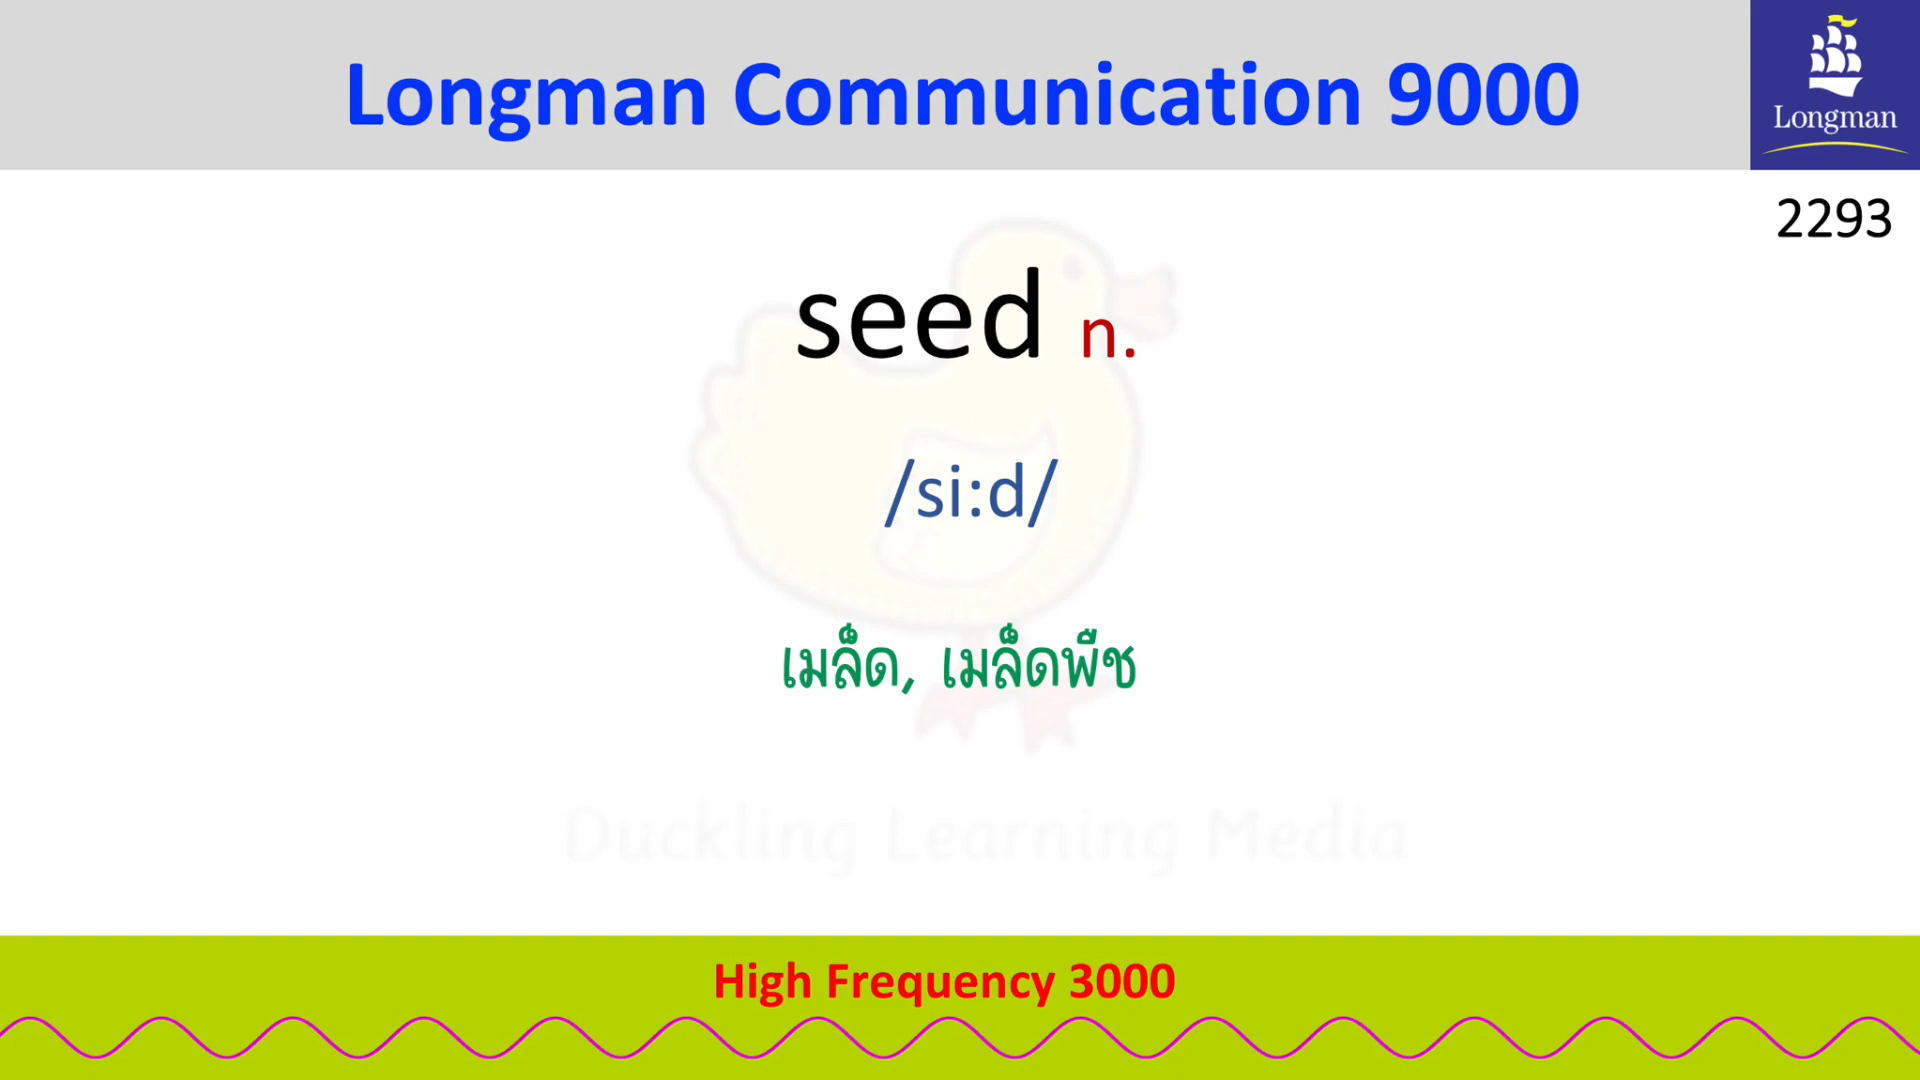 Longman Communication 9000
Longman
2293
seed n.
/si:d/
เมล็ด, เมล็ดพืช
Duckling Learning Media
High Frequency 3000